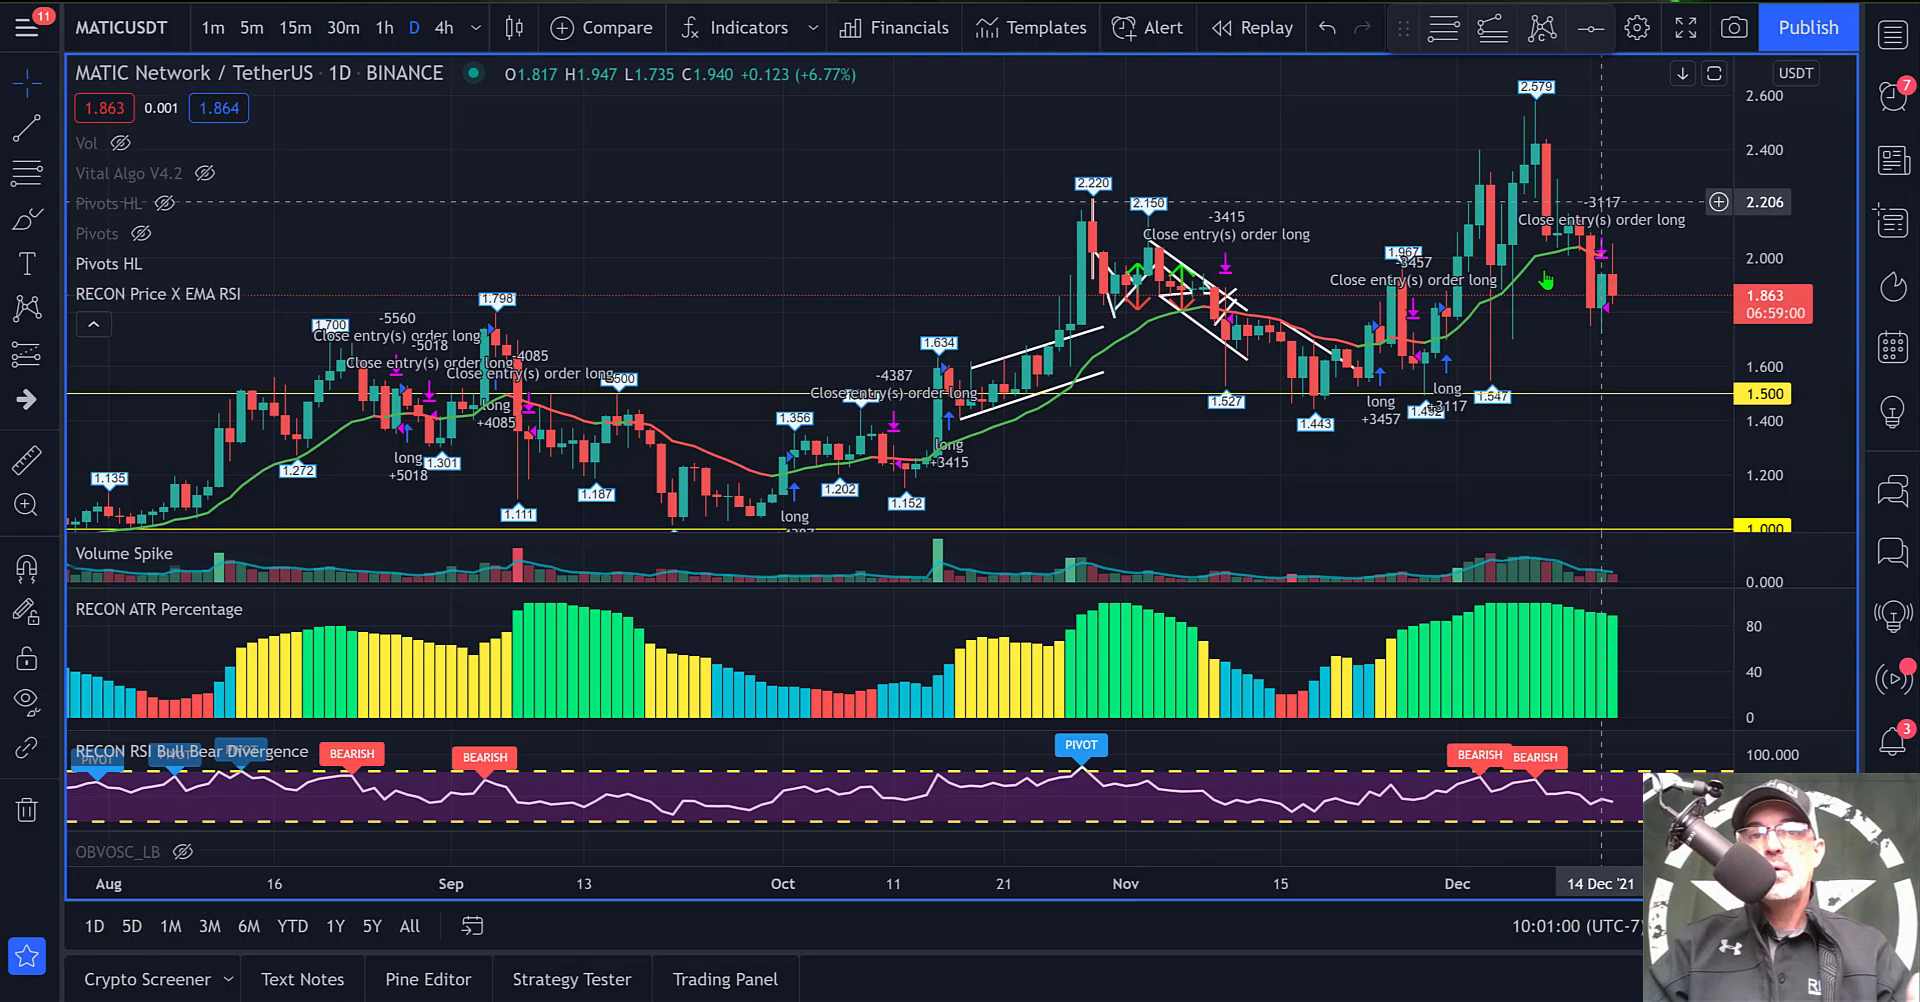 11
MATICUSDT
1m 5m 15m 30m 1h D 4h
Compare
Indicators
Financials
Templates
Alert
Replay
Publish
MATIC Network / TetherUS · 1D · BINANCE
O1.817 H1.947 L1.735 C1.940 +0.123 (+6.77%)
USDT
1.863 0.001 1.864
Vol
Vital Algo V4.2
Pivots HL
Pivots
Pivots HL
RECON Price X EMA RSI
7
3
2.600
2.400
2.206
2.000
1.863
06:59:00
1.600
1.500
1.400
1.200
1.000
2.579
-3117
Close entry(s) order long
2.220
2.150
-3415
Close entry(s) order long
1.967
-3457
Close entry(s) order long
1.798
1.700
-5560
Close entry(s) order long
-5018
Close entry(s) order long
-4085
Close entry(s) order long
1.634
-4387
Close entry(s) order long
long
+4085
long
+5018
1.356
long
+3415
long
1.527
1.443
long
+3457
long
+3117
1.547
1.135
1.272
1.301
1.111
1.187
1.202
1.152
Volume Spike
0.000
RECON ATR Percentage
80
40
0
RECON RSI Bull Bear Divergence
PIVOT
BEARISH
BEARISH
PIVOT
BEARISH
BEARISH
100.000
OBVOSC_LB
Aug 16 Sep 13 Oct 11 21 Nov 15 Dec 14 Dec '21
1D 5D 1M 3M 6M YTD 1Y 5Y All
10:01:00 (UTC-7)
Crypto Screener
Text Notes
Pine Editor
Strategy Tester
Trading Panel